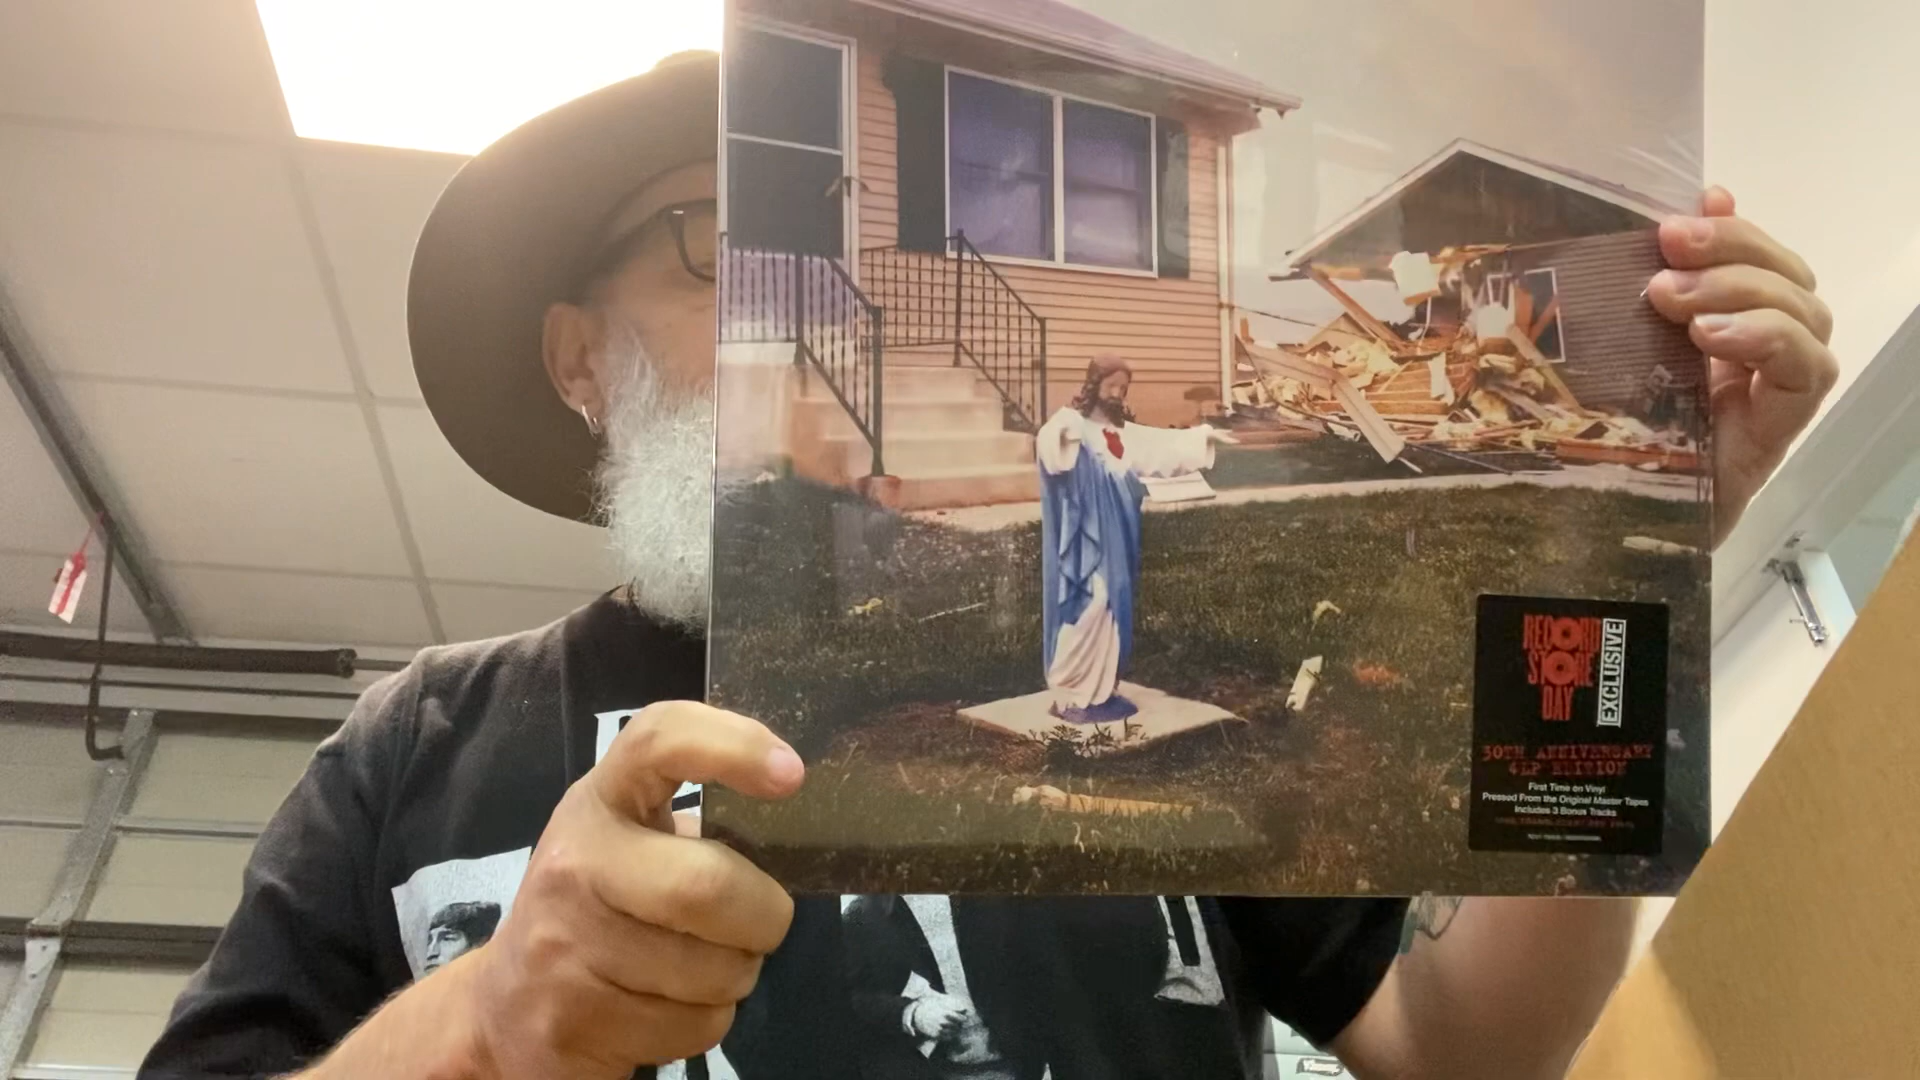 RECORD
STORE
DAY
EXCLUSIVE
30TH ANNIVERSARY
4LP EDITION
First Time on Vinyl
Pressed From the Original Master Tapes
Includes 3 Bonus Tracks